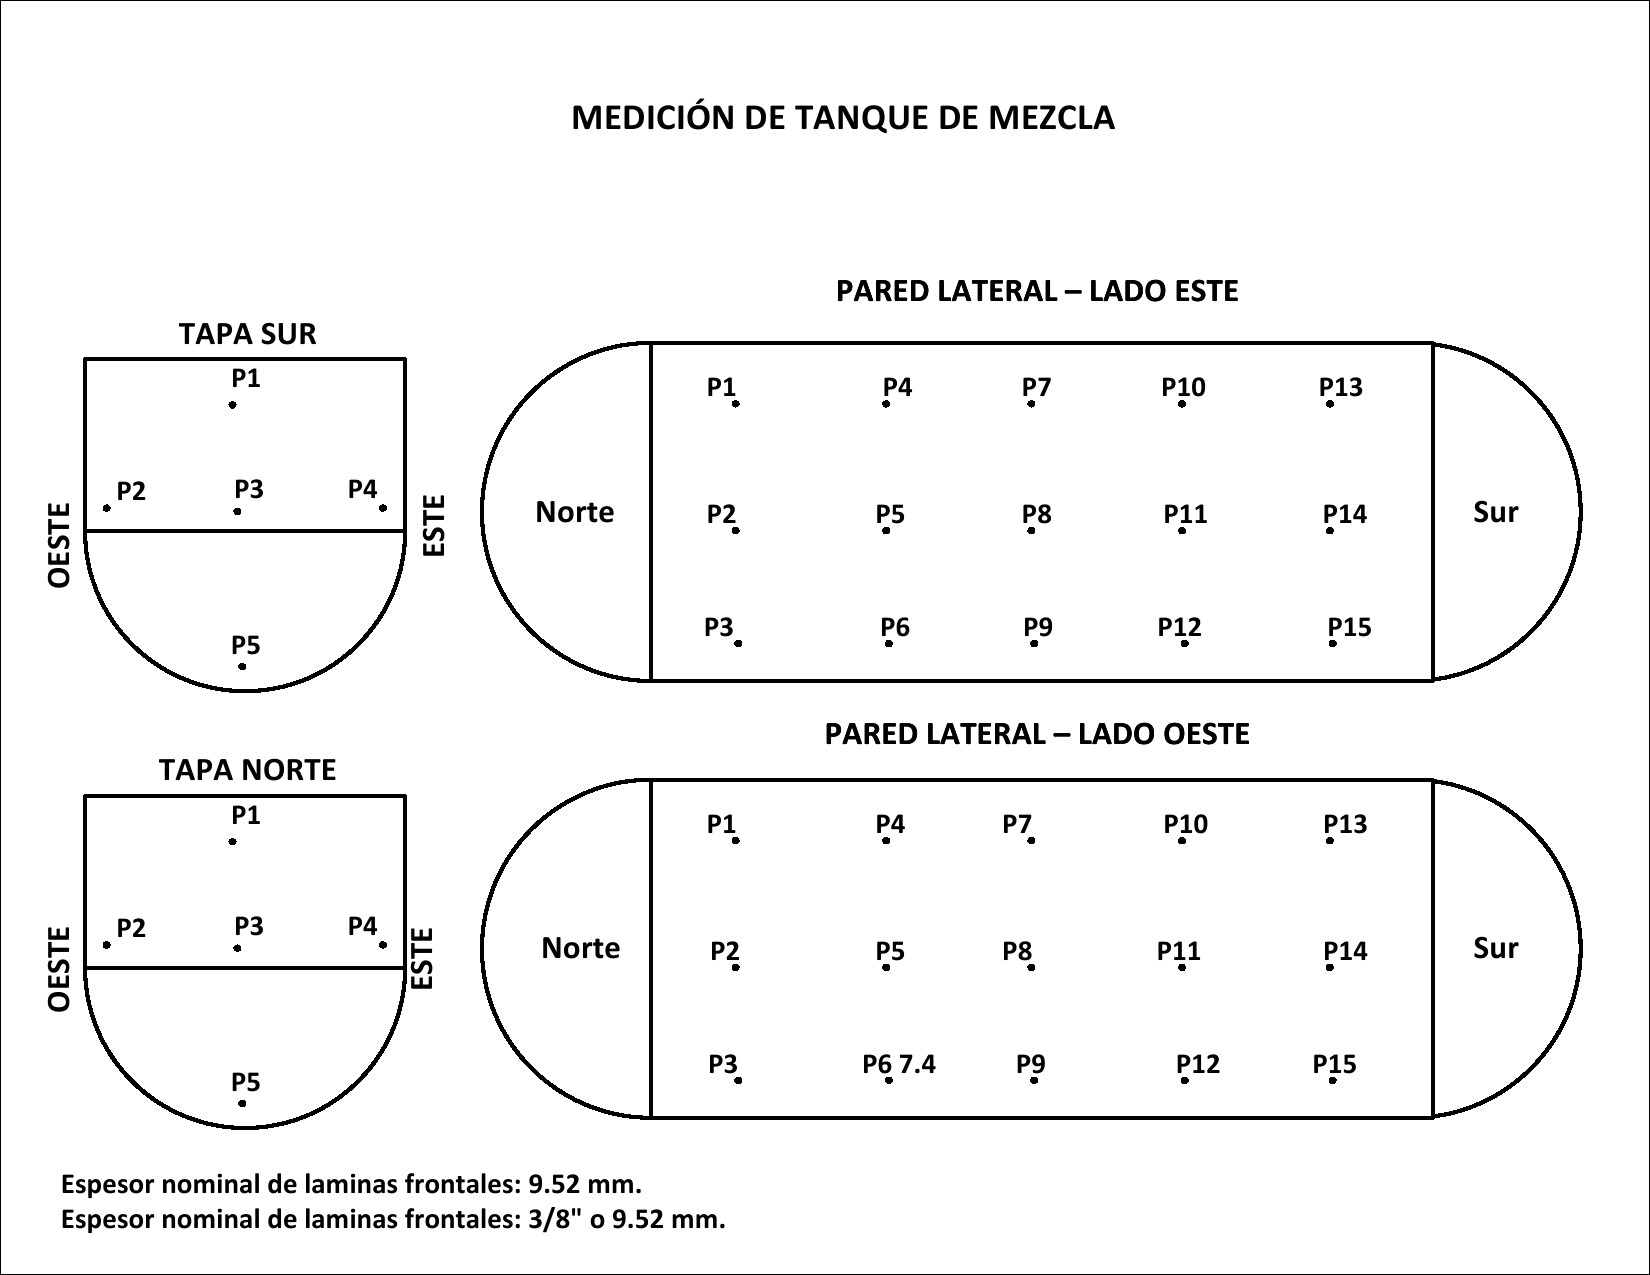 MEDICIÓN DE TANQUE DE MEZCLA
TAPA SUR
P1
P2 P3 P4
OESTE
ESTE
P5
PARED LATERAL – LADO ESTE
P1 P4 P7 P10 P13
Norte P2 P5 P8 P11 P14 Sur
P3 P6 P9 P12 P15
TAPA NORTE
P1
P2 P3 P4
OESTE
ESTE
P5
PARED LATERAL – LADO OESTE
P1 P4 P7 P10 P13
Norte P2 P5 P8 P11 P14 Sur
P3 P6 7.4 P9 P12 P15
Espesor nominal de laminas frontales: 9.52 mm.
Espesor nominal de laminas frontales: 3/8" o 9.52 mm.